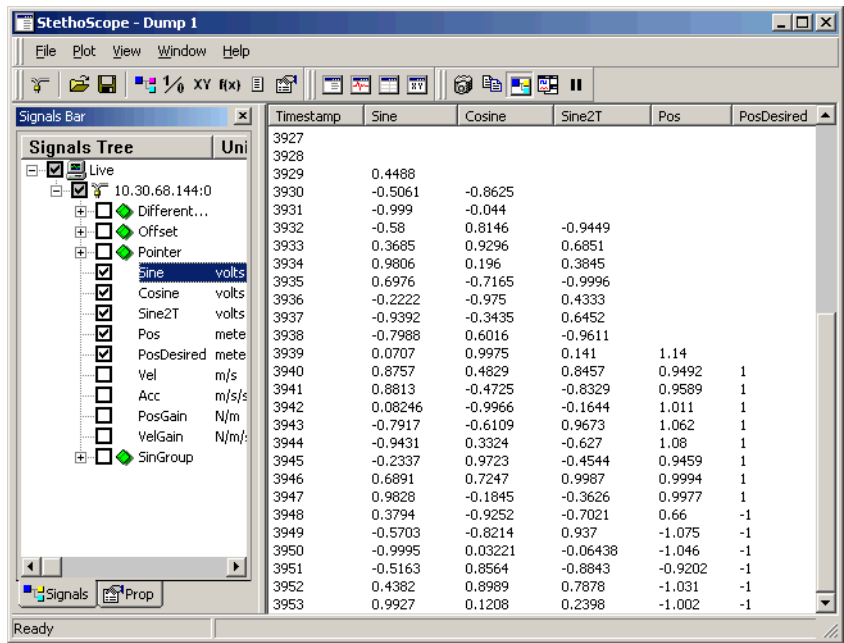 StethoScope - Dump 1
File Plot View Window Help
1/0 XY f(x)
XY
Signals Bar
Signals Tree Uni
Live
10.30.68.144:0
Different...
Offset
Pointer
Sine volts
Cosine volts
Sine2T volts
Pos mete
PosDesired mete
Vel m/s
Acc m/s/s
PosGain N/m
VelGain N/m/
SinGroup
Signals Prop
Timestamp Sine Cosine Sine2T Pos PosDesired
3927
3928
3929 0.4488
3930 -0.5061 -0.8625
3931 -0.999 -0.044
3932 -0.58 0.8146 -0.9449
3933 0.3685 0.9296 0.6851
3934 0.9806 0.196 0.3845
3935 0.6976 -0.7165 -0.9996
3936 -0.2222 -0.975 0.4333
3937 -0.9392 -0.3435 0.6452
3938 -0.7988 0.6016 -0.9611
3939 0.0707 0.9975 0.141 1.14
3940 0.8757 0.4829 0.8457 0.9492 1
3941 0.8813 -0.4725 -0.8329 0.9589 1
3942 0.08246 -0.9966 -0.1644 1.011 1
3943 -0.7917 -0.6109 0.9673 1.062 1
3944 -0.9431 0.3324 -0.627 1.08 1
3945 -0.2337 0.9723 -0.4544 0.9459 1
3946 0.6891 0.7247 0.9987 0.9994 1
3947 0.9828 -0.1845 -0.3626 0.9977 1
3948 0.3794 -0.9252 -0.7021 0.66 -1
3949 -0.5703 -0.8214 0.937 -1.075 -1
3950 -0.9995 0.03221 -0.06438 -1.046 -1
3951 -0.5163 0.8564 -0.8843 -0.9202 -1
3952 0.4382 0.8989 0.7878 -1.031 -1
3953 0.9927 0.1208 0.2398 -1.002 -1
Ready